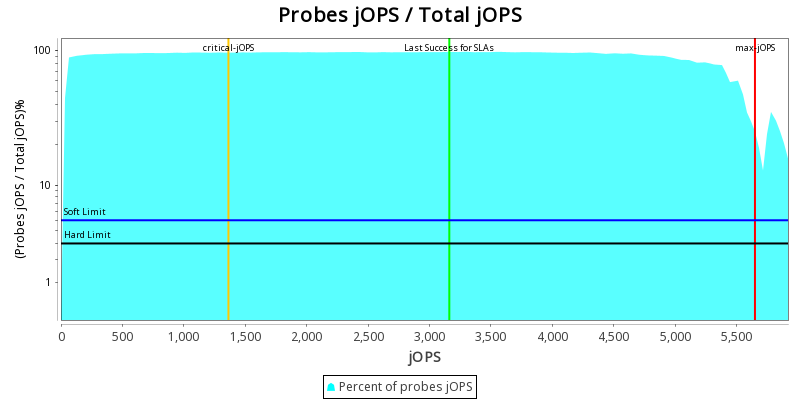 Probes jOPS / Total jOPS
(Probes jOPS / Total jOPS)%
100
10
1
critical-jOPS
Last Success for SLAs
max-jOPS
Soft Limit
Hard Limit
0 500 1,000 1,500 2,000 2,500 3,000 3,500 4,000 4,500 5,000 5,500
jOPS
Percent of probes jOPS